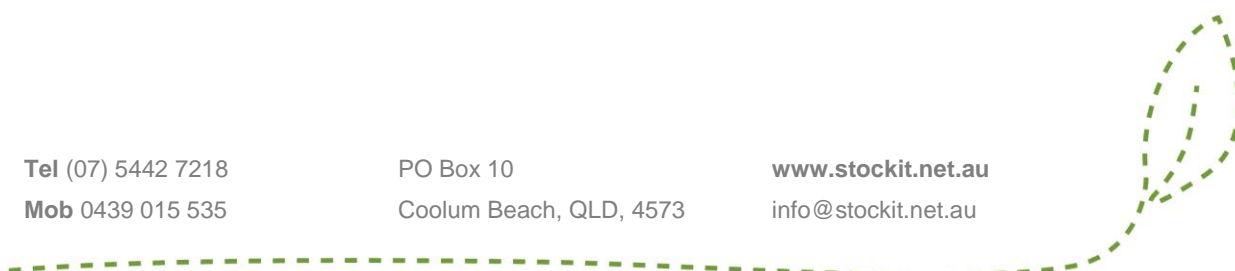 Tel (07) 5442 7218 PO Box 10 www.stockit.net.au
Mob 0439 015 535 Coolum Beach, QLD, 4573 info@stockit.net.au